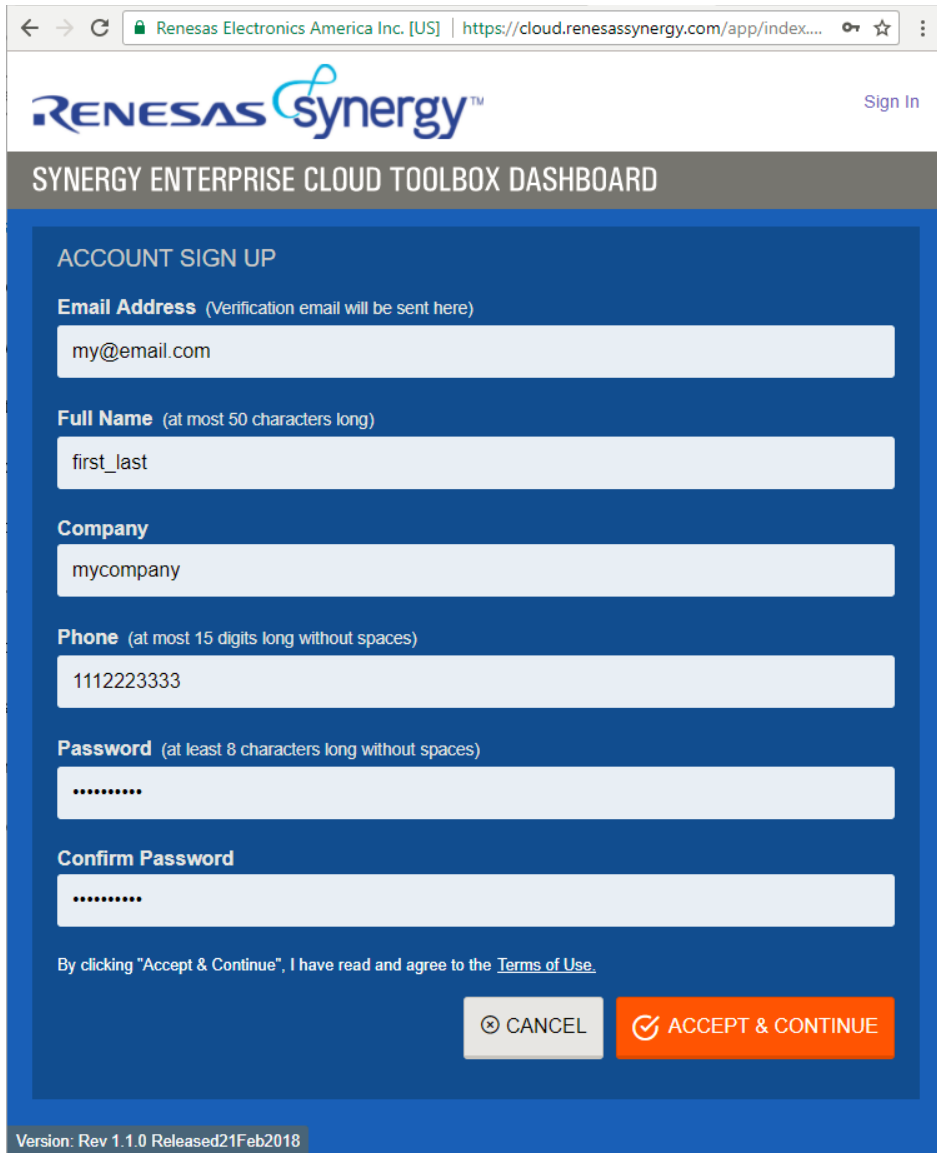 Renesas Electronics America Inc. [US] | https://cloud.renesassynergy.com/app/index....
RENESAS synergy™
Sign In
SYNERGY ENTERPRISE CLOUD TOOLBOX DASHBOARD
ACCOUNT SIGN UP
Email Address (Verification email will be sent here)
my@email.com
Full Name (at most 50 characters long)
first_last
Company
mycompany
Phone (at most 15 digits long without spaces)
1112223333
Password (at least 8 characters long without spaces)
••••••••••
Confirm Password
••••••••••
By clicking "Accept & Continue", I have read and agree to the Terms of Use.
CANCEL
ACCEPT & CONTINUE
Version: Rev 1.1.0 Released21Feb2018